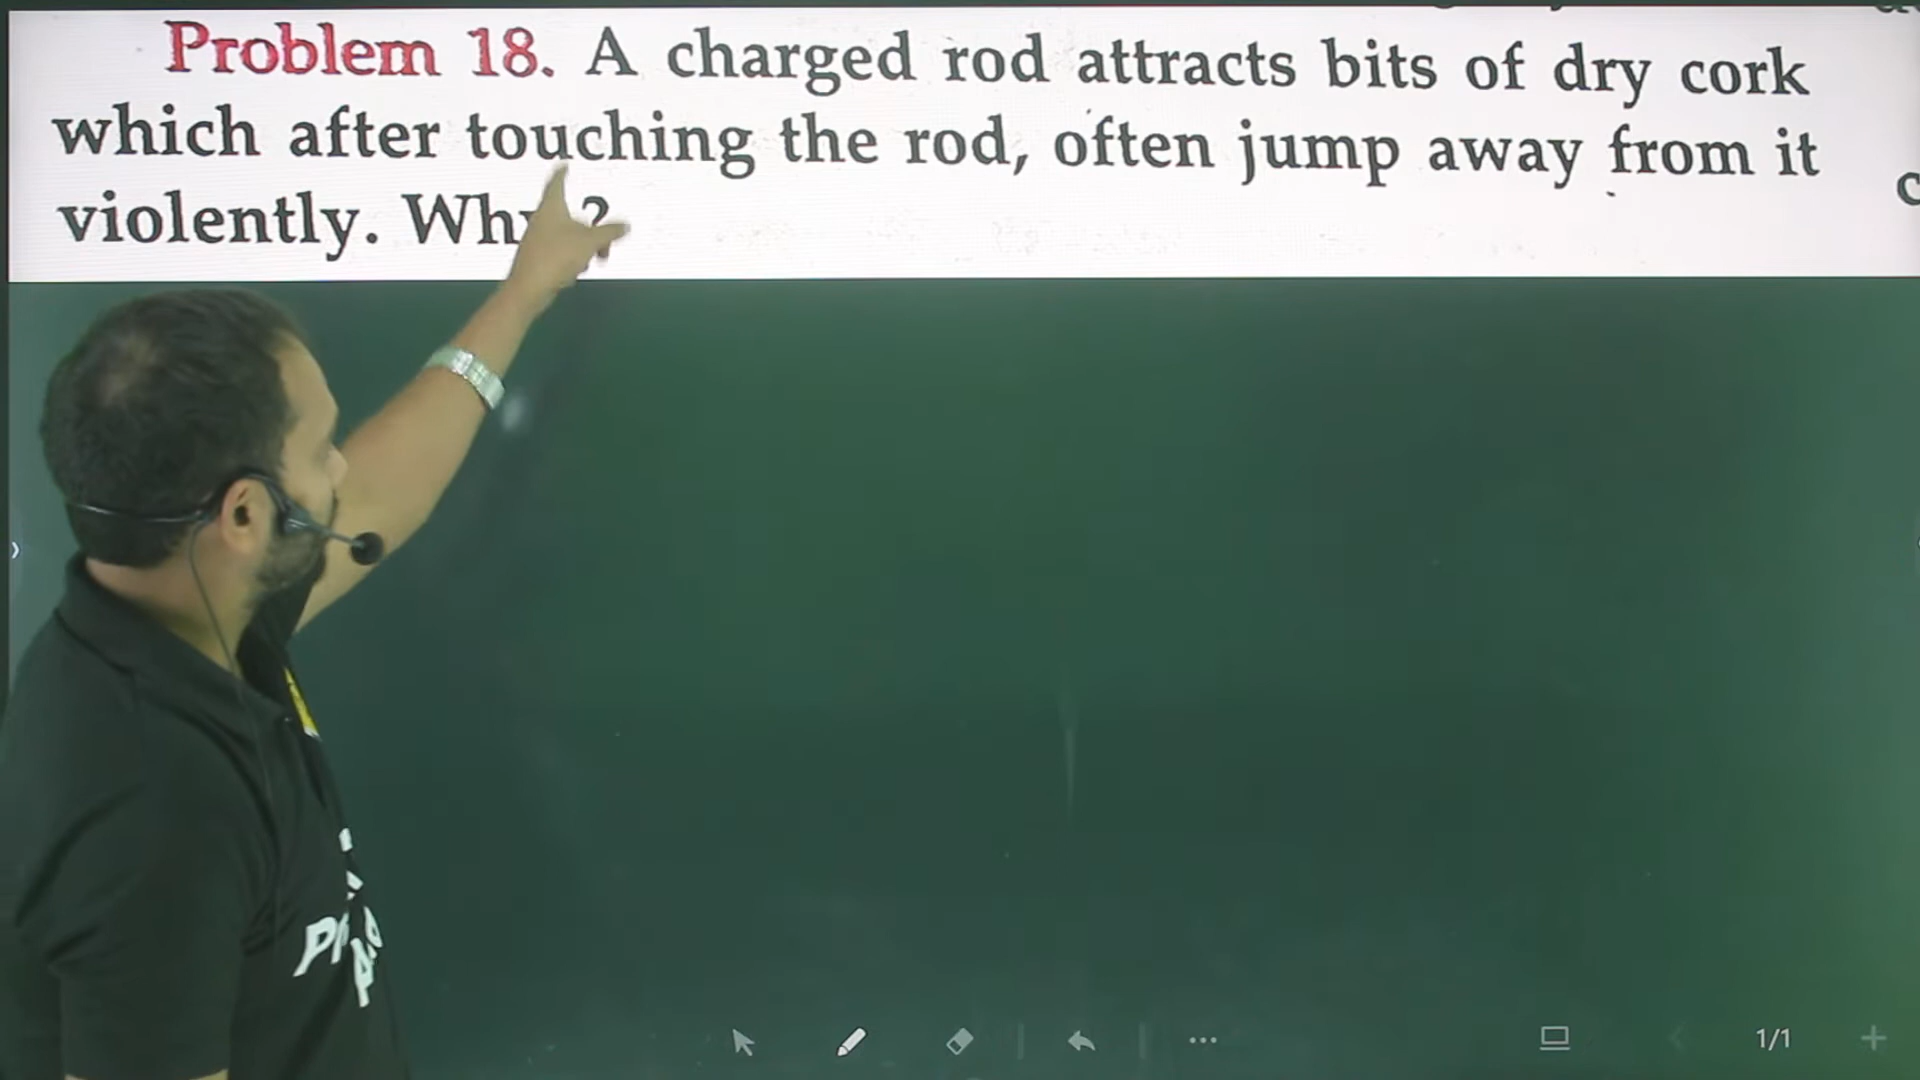 Problem 18. A charged rod attracts bits of dry cork
which after touching the rod, often jump away from it
violently. Why ?
1/1